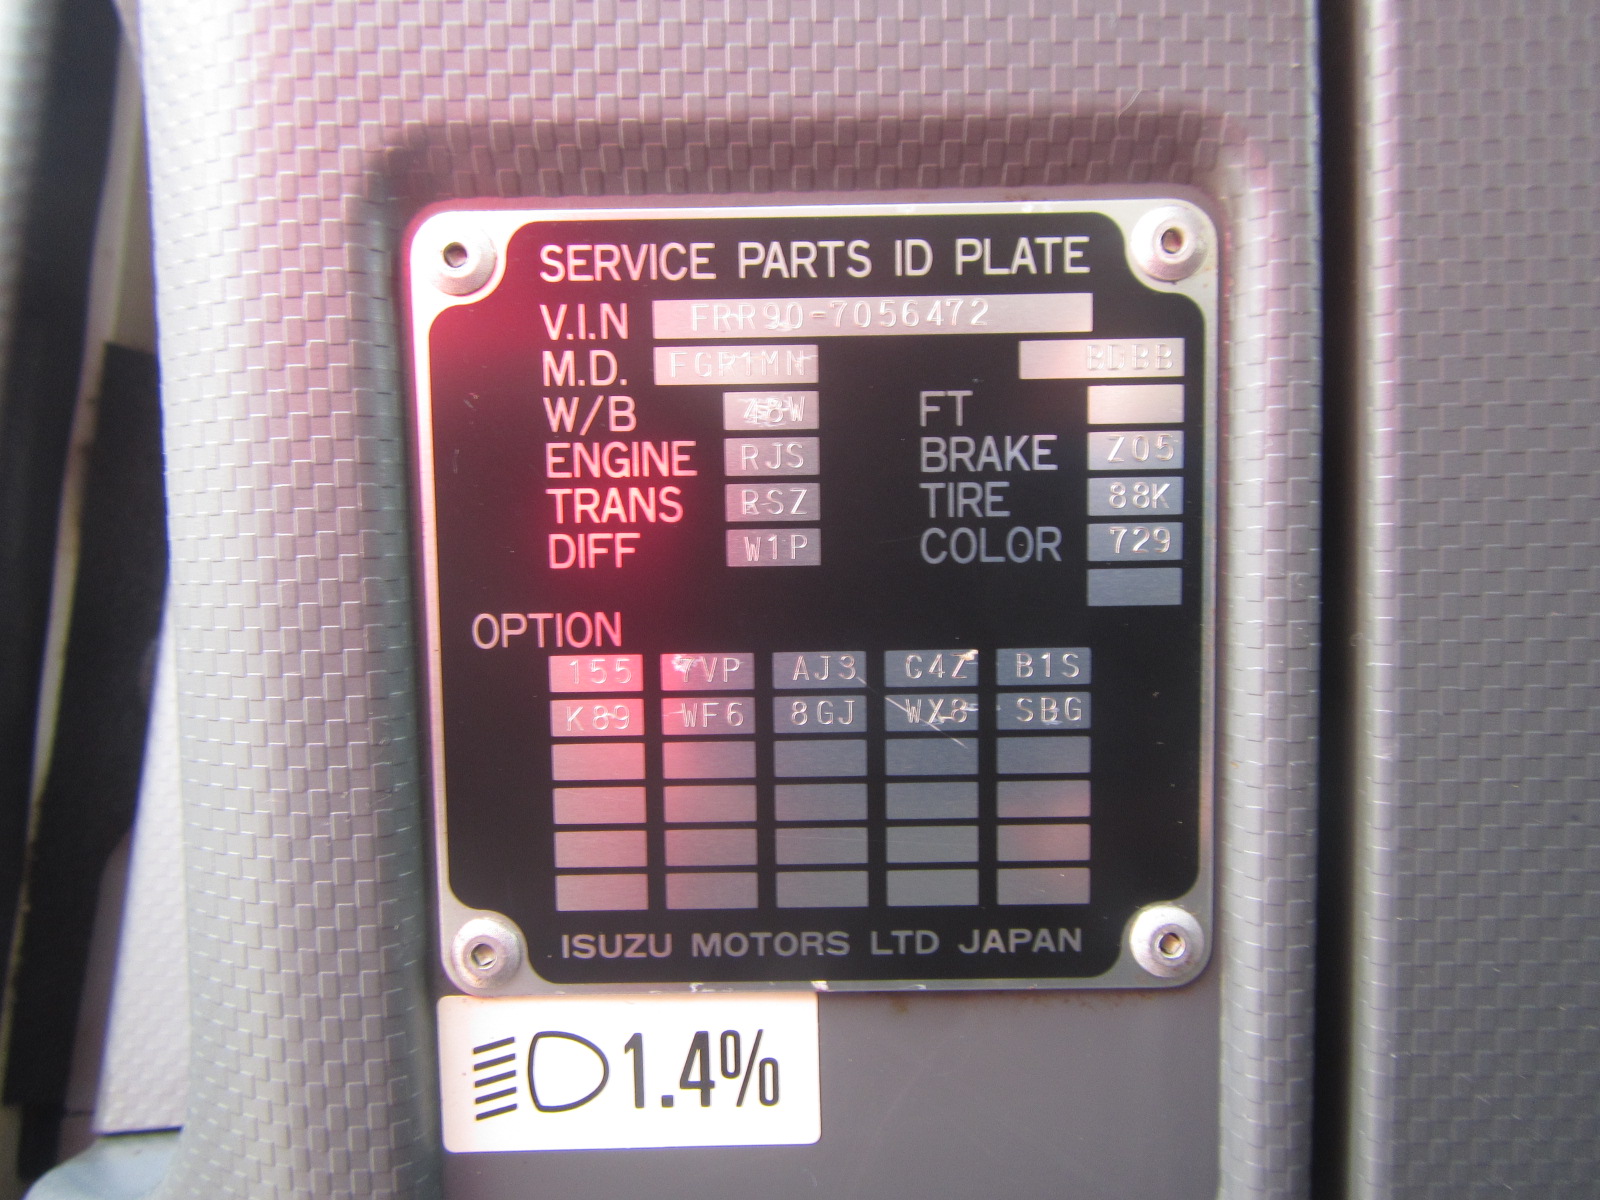 SERVICE PARTS ID PLATE
V.I.N FRR90-7056472
M.D. FGR1MN BDBB
W/B FT
ENGINE RJS BRAKE Z05
TRANS RSZ TIRE 88K
DIFF W1P COLOR 729
OPTION
155 7VP AJ3 C4Z B1S
K89 WF6 8GJ WX8 SBG
ISUZU MOTORS LTD JAPAN
1.4%